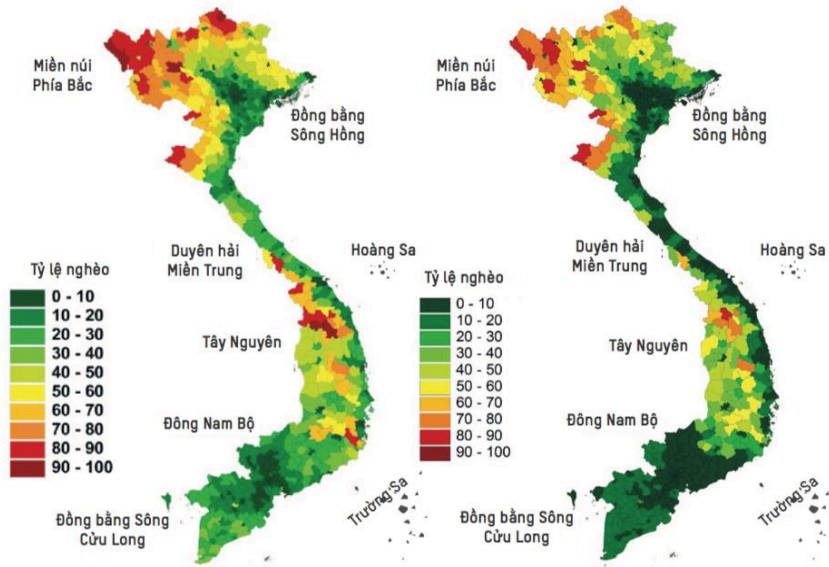 Miền núi
Phía Bắc
Đồng bằng
Sông Hồng
Duyên hải
Miền Trung
Hoàng Sa
Tỷ lệ nghèo
0 - 10
10 - 20
20 - 30
30 - 40
40 - 50
50 - 60
60 - 70
70 - 80
80 - 90
90 - 100
Tây Nguyên
Đông Nam Bộ
Trường Sa
Đồng bằng Sông
Cửu Long
Miền núi
Phía Bắc
Đồng bằng
Sông Hồng
Duyên hải
Miền Trung
Hoàng Sa
Tỷ lệ nghèo
0 - 10
10 - 20
20 - 30
30 - 40
40 - 50
50 - 60
60 - 70
70 - 80
80 - 90
90 - 100
Tây Nguyên
Đông Nam Bộ
Trường Sa
Đồng bằng Sông
Cửu Long